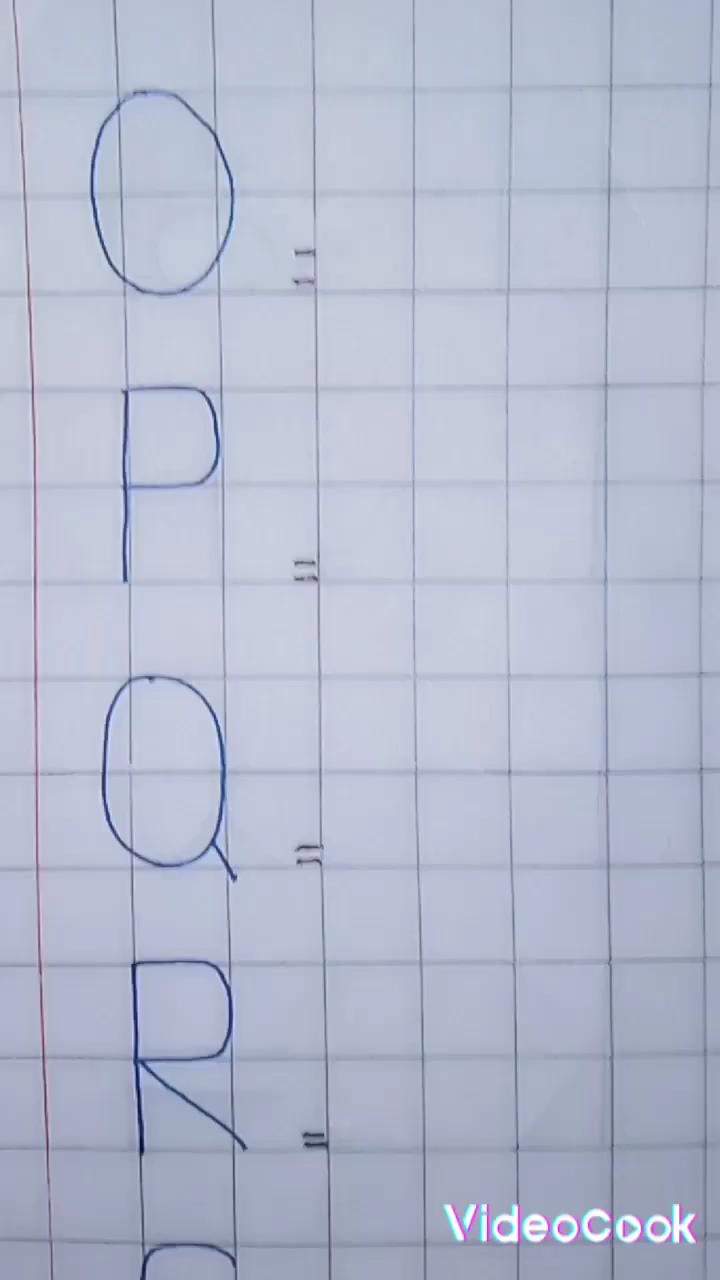 O =
P =
Q =
R =
VideoCook